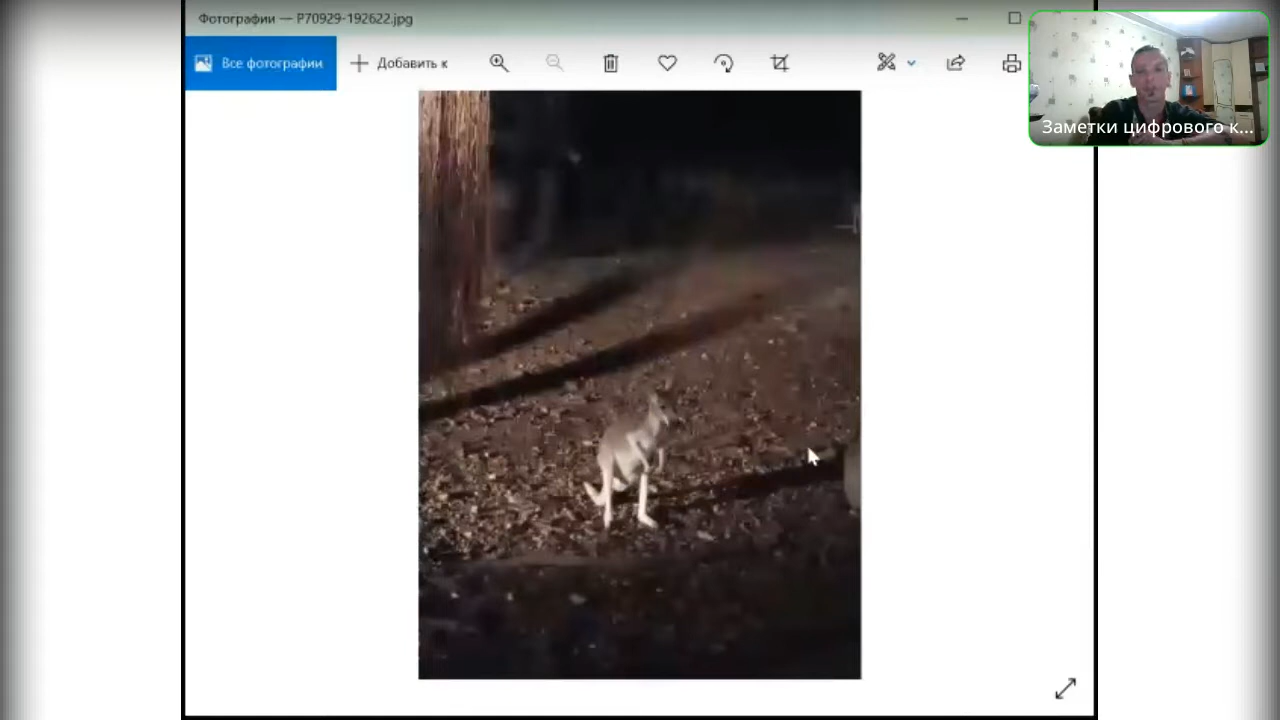 Фотографии — P70929-192622.jpg
Все фотографии
Добавить к
Заметки цифрового к...